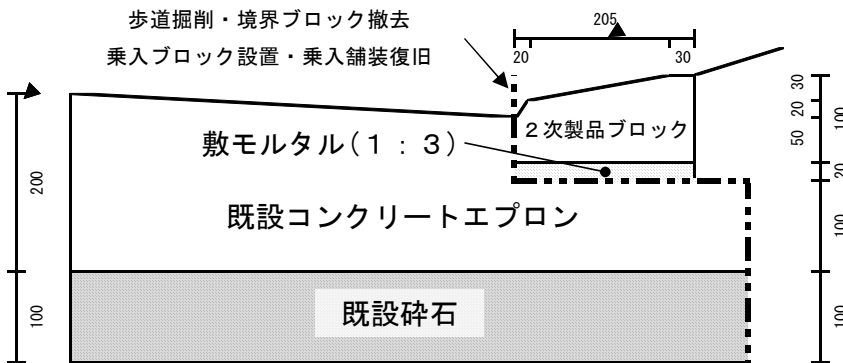 歩道掘削・境界ブロック撤去
乗入ブロック設置・乗入舗装復旧
205
20
30
2次製品ブロック
敷モルタル(1:3)
既設コンクリートエプロン
既設砕石
200
100
30
20
50
100
20
100
100